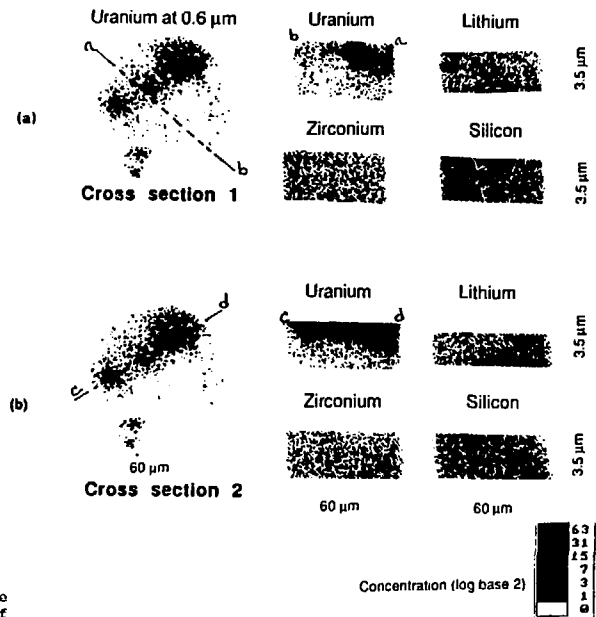 Uranium at 0.6 µm
Uranium
Lithium
a
b
a
3.5 µm
(a)
Zirconium
Silicon
b
Cross section 1
3.5 µm
Uranium
Lithium
d
c
d
3.5 µm
c
(b)
Zirconium
Silicon
60 µm
Cross section 2
3.5 µm
60 µm
60 µm
Concentration (log base 2)
63
31
15
7
3
1
0